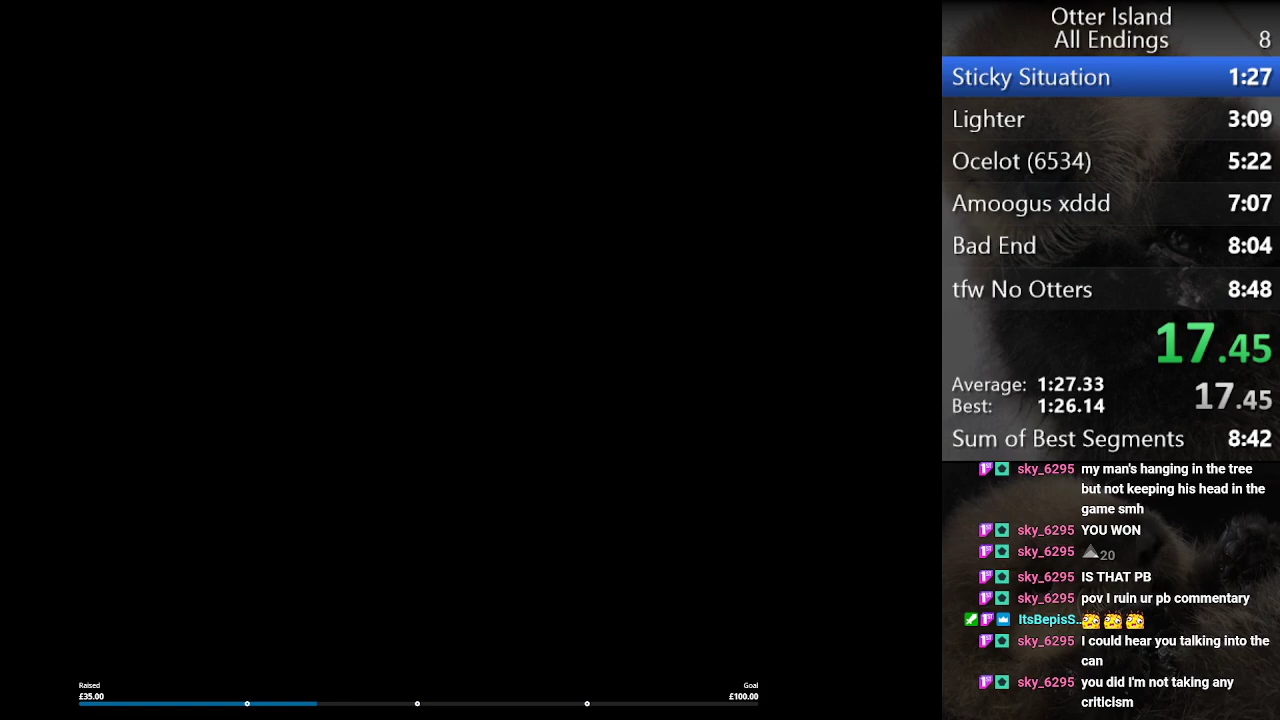 Otter Island
All Endings 8
Sticky Situation 1:27
Lighter 3:09
Ocelot (6534) 5:22
Amoogus xddd 7:07
Bad End 8:04
tfw No Otters 8:48
17.45
Average: 1:27.33
Best: 1:26.14
17.45
Sum of Best Segments 8:42
sky_6295 my man's hanging in the tree
but not keeping his head in the
game smh
sky_6295 YOU WON
sky_6295 20
sky_6295 IS THAT PB
sky_6295 pov I ruin ur pb commentary
ItsBepisS...
sky_6295 I could hear you talking into the
can
sky_6295 you did I'm not taking any
criticism
Raised Goal
£35.00 £100.00